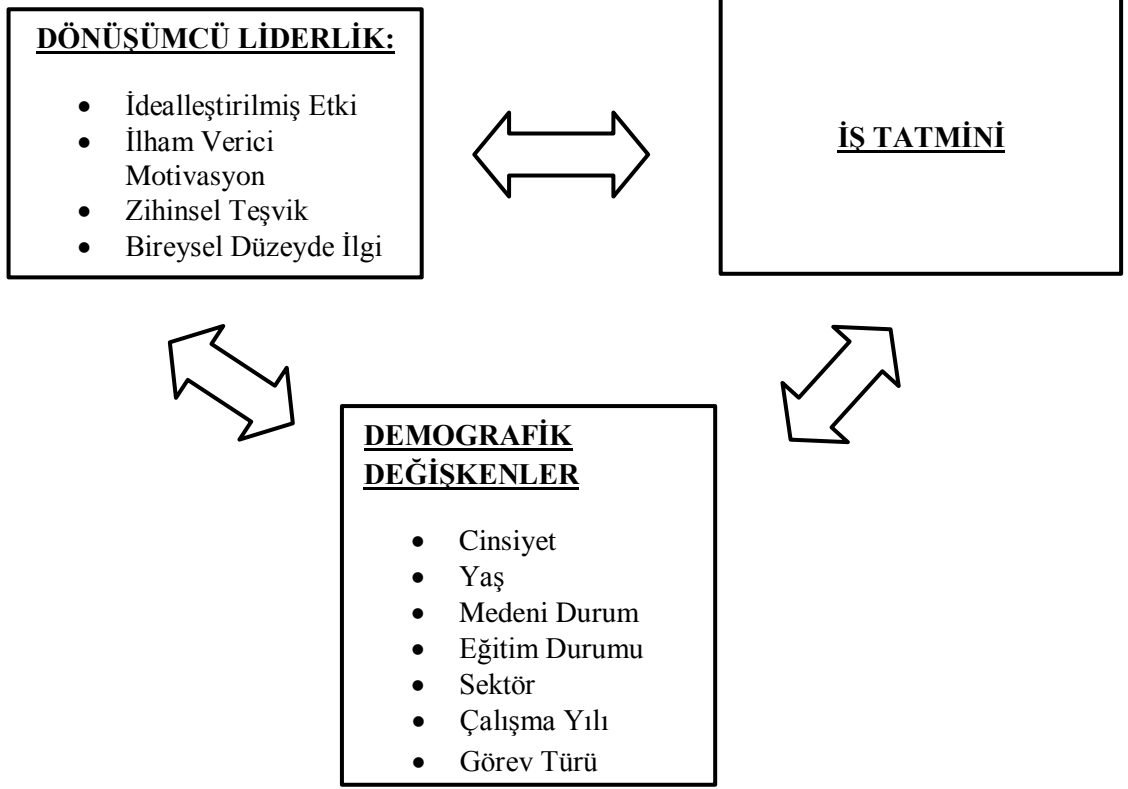 DÖNÜŞÜMCÜ LİDERLİK:
• İdealleştirilmiş Etki
• İlham Verici
Motivasyon
• Zihinsel Teşvik
• Bireysel Düzeyde İlgi
İŞ TATMİNİ
DEMOGRAFİK
DEĞİŞKENLER
• Cinsiyet
• Yaş
• Medeni Durum
• Eğitim Durumu
• Sektör
• Çalışma Yılı
• Görev Türü